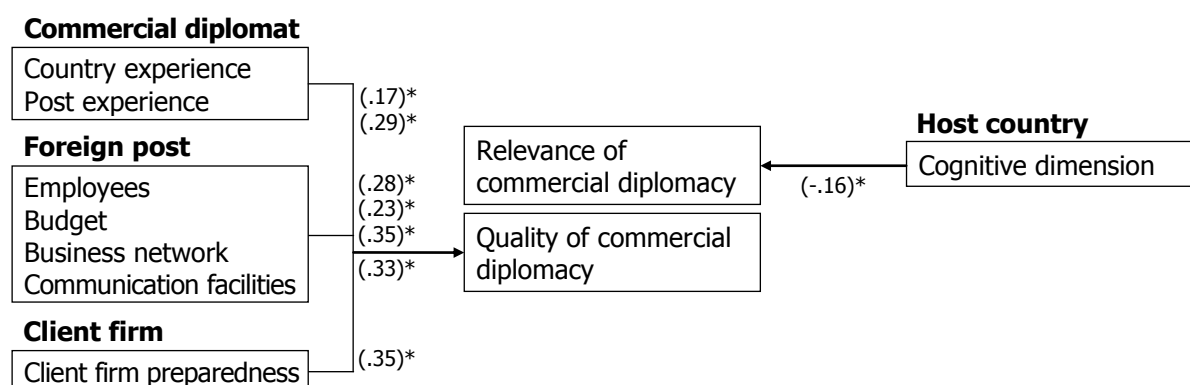 Commercial diplomat
Country experience
Post experience
(.17)*
(.29)*
Foreign post
Employees
Budget
Business network
Communication facilities
(.28)*
(.23)*
(.35)*
(.33)*
Client firm
Client firm preparedness
(.35)*
Relevance of
commercial diplomacy
Quality of commercial
diplomacy
Host country
Cognitive dimension
(-.16)*